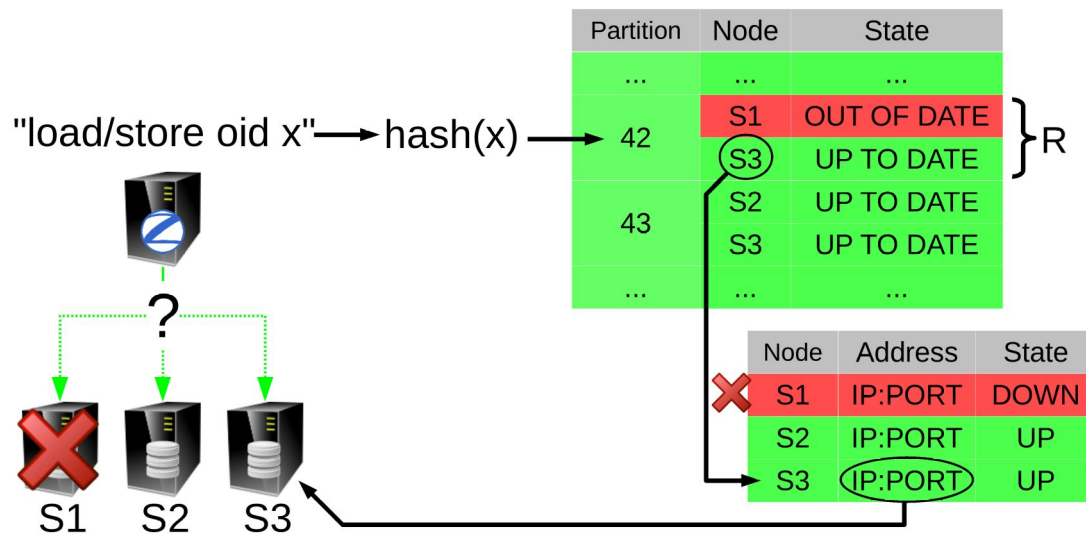 Partition Node State
... ... ...
"load/store oid x" hash(x) 42 S1 OUT OF DATE R
S3 UP TO DATE
43 S2 UP TO DATE
S3 UP TO DATE
... ... ...
?
Node Address State
S1 IP:PORT DOWN
S2 IP:PORT UP
S3 IP:PORT UP
S1 S2 S3